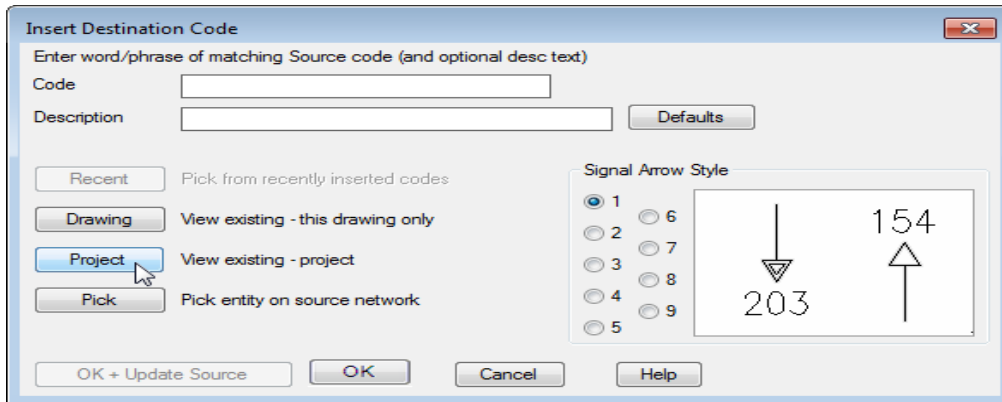 Insert Destination Code
Enter word/phrase of matching Source code (and optional desc text)
Code
Description
Defaults
Recent Pick from recently inserted codes
Drawing View existing - this drawing only
Project View existing - project
Pick Pick entity on source network
Signal Arrow Style
1
2
3
4
5
6
7
8
9
203
154
OK + Update Source OK Cancel Help